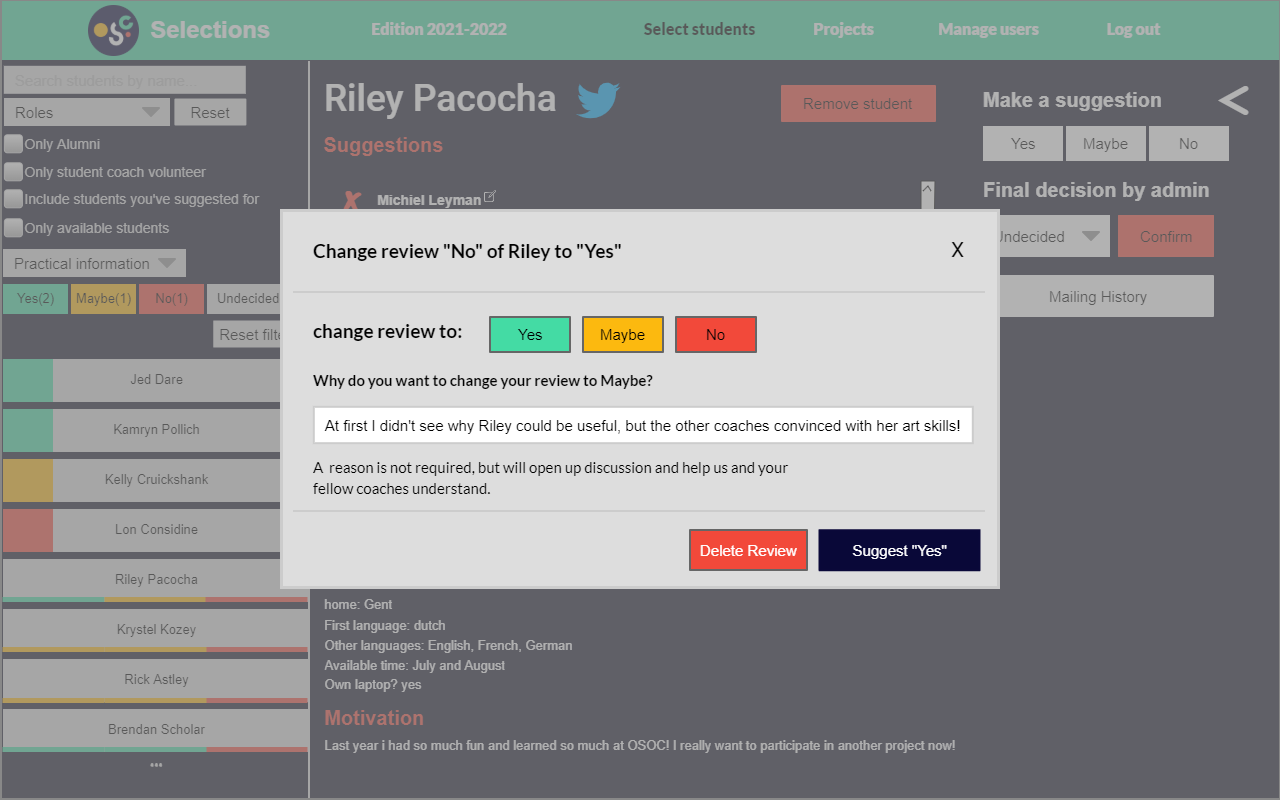 OSC Selections
Edition 2021-2022
Select students
Projects
Manage users
Log out
Search students by name
Roles
Reset
Only Alumni
Only student coach volunteer
Include students you've suggested for
Only available students
Practical information
Yes(2)
Maybe(1)
No(1)
Undecided
Reset filte
Jed Dare
Kamryn Pollich
Kelly Cruickshank
Lon Considine
Riley Pacocha
Krystel Kozey
Rick Astley
Brendan Scholar
...
Riley Pacocha
Remove student
Suggestions
X Michiel Leyman
Make a suggestion
<
Yes
Maybe
No
Final decision by admin
Undecided
Confirm
Mailing History
Change review "No" of Riley to "Yes"
X
change review to:
Yes
Maybe
No
Why do you want to change your review to Maybe?
At first I didn't see why Riley could be useful, but the other coaches convinced with her art skills!
A reason is not required, but will open up discussion and help us and your
fellow coaches understand.
Delete Review
Suggest "Yes"
home: Gent
First language: dutch
Other languages: English, French, German
Available time: July and August
Own laptop? yes
Motivation
Last year i had so much fun and learned so much at OSOC! I really want to participate in another project now!